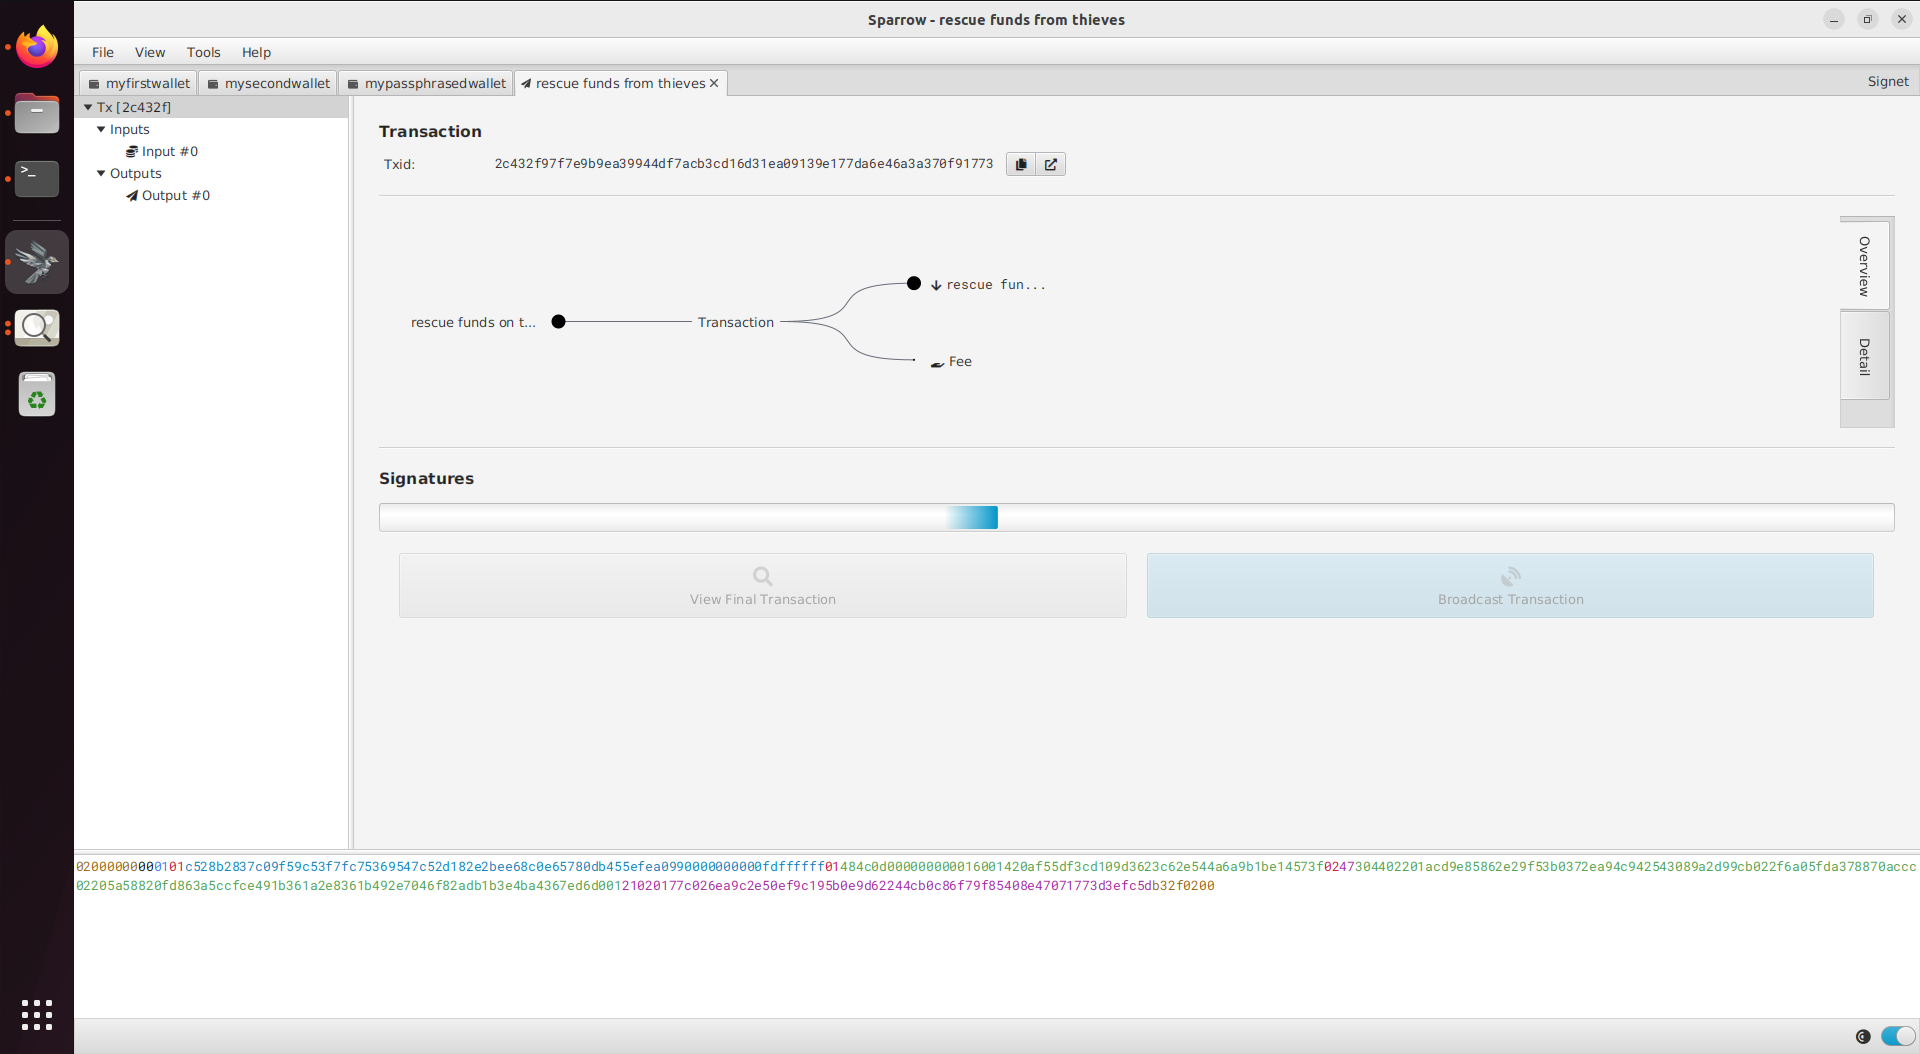 Sparrow - rescue funds from thieves
File View Tools Help
myfirstwallet mysecondwallet mypassphrasedwallet rescue funds from thieves
Signet
Tx [2c432f]
Inputs
Input #0
Outputs
Output #0
Transaction
Txid: 2c432f97f7e9b9ea39944df7acb3cd16d31ea09139e177da6e46a3a370f91773
rescue fun...
rescue funds on t... Transaction
Fee
Overview
Detail
Signatures
View Final Transaction
Broadcast Transaction
02000000000101c528b2837c09f59c53f7fc75369547c52d182e2bee68c0e65780db455efea0990000000000fdffffff01484c0d000000000016001420af55df3cd109d3623c62e544a6a9b1be14573f0247304402201acd9e85862e29f53b0372ea94c942543089a2d99cb022f6a05fda378870accc
02205a58820fd863a5ccfce491b361a2e8361b492e7046f82adb1b3e4ba4367ed6d00121020177c026ea9c2e50ef9c195b0e9d62244cb0c86f79f85408e47071773d3efc5db32f0200